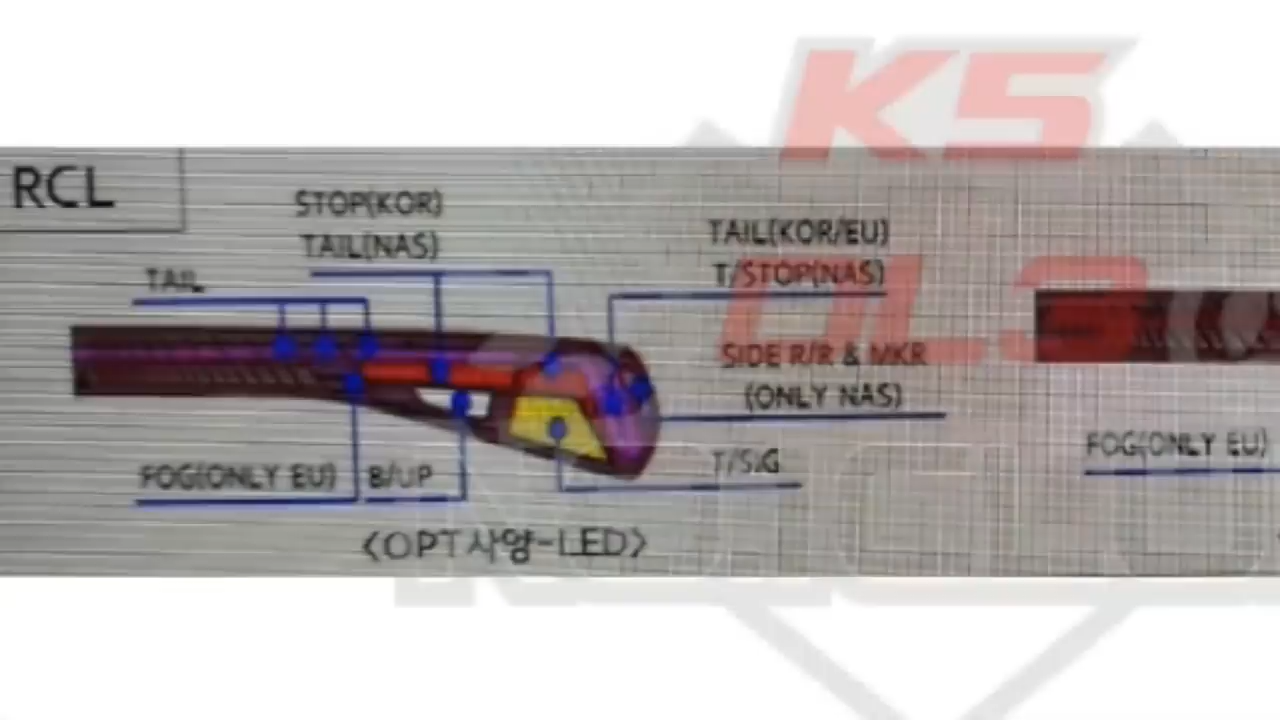 K5
RCL
STOP(KOR)
TAIL(NAS)
TAIL
TAIL(KOR/EU)
T/STOP(NAS)
DL3
SIDE R/R & MKR
(ONLY NAS)
FOG(ONLY EU)
B/UP
T/SIG
FOG(ONLY EU)
<OPT사양-LED>